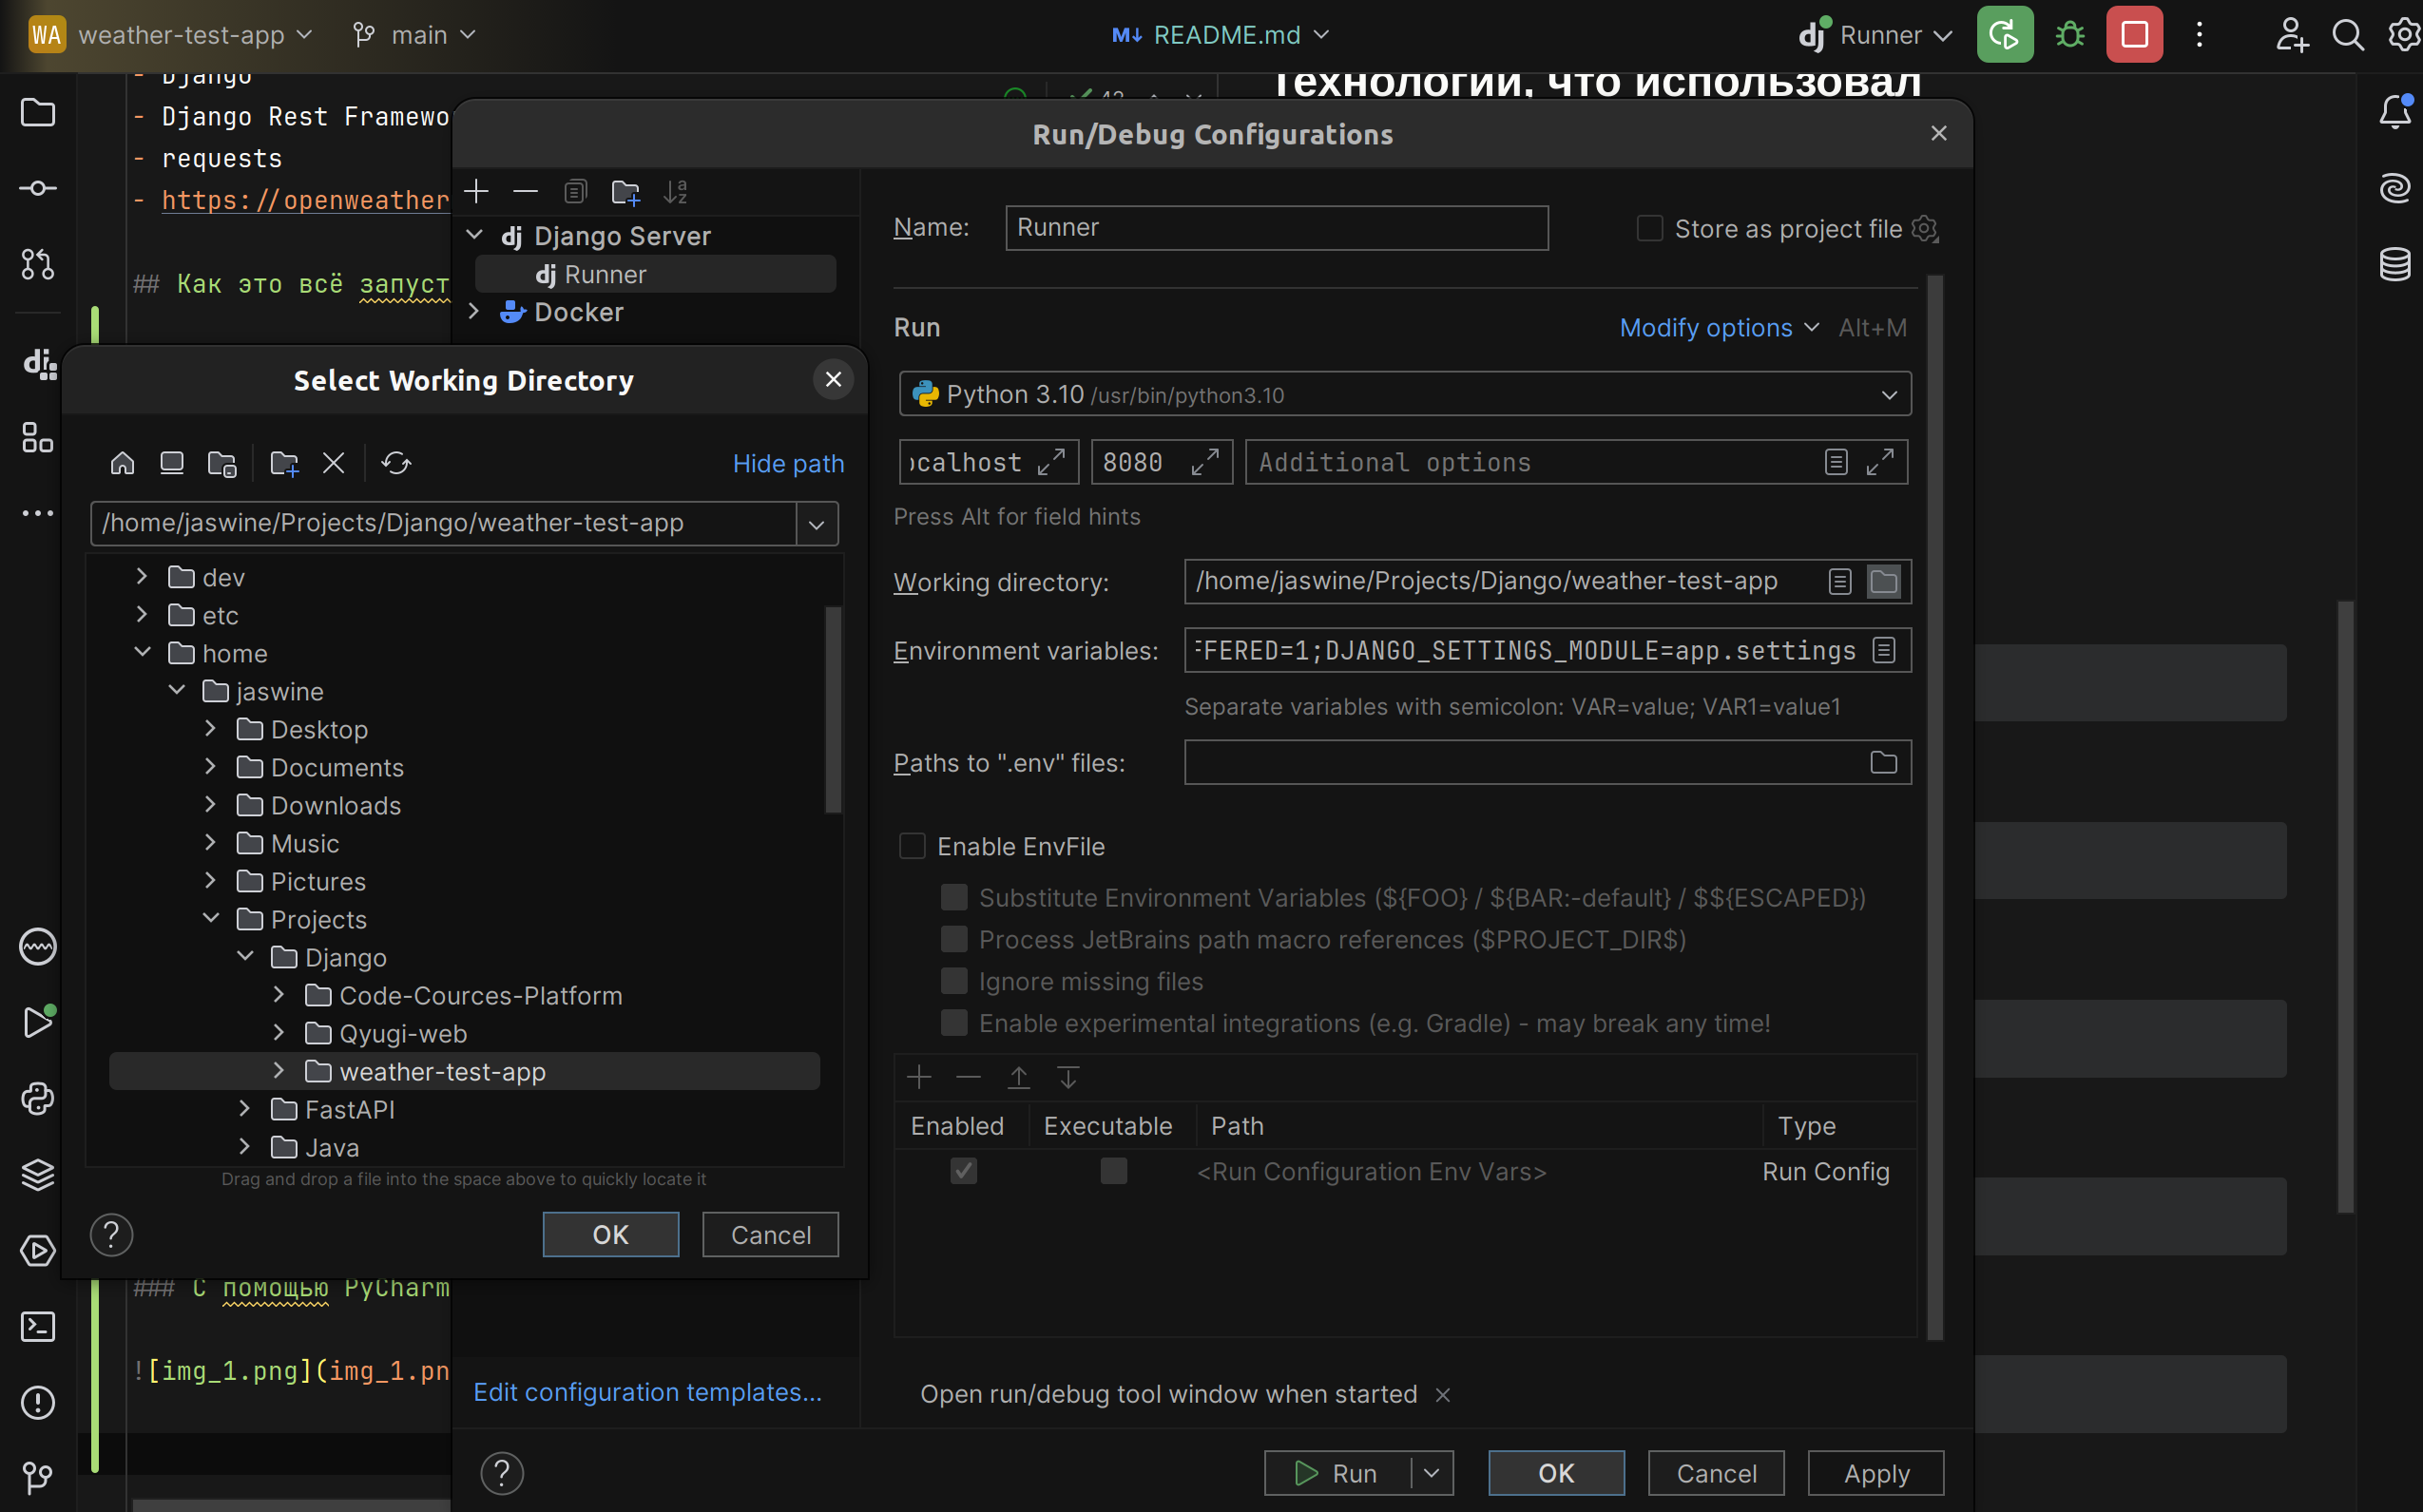 WA weather-test-app main README.md Runner
- Django
- Django Rest Framewo
- requests
- https://openweather
## Как это всё запуст
Технологии, что использовал
Run/Debug Configurations
Django Server
Runner
Docker
Name: Runner Store as project file
Run Modify options Alt+M
Python 3.10 /usr/bin/python3.10
ocalhost 8080 Additional options
Press Alt for field hints
Working directory: /home/jaswine/Projects/Django/weather-test-app
Environment variables: FFERED=1;DJANGO_SETTINGS_MODULE=app.settings
Separate variables with semicolon: VAR=value; VAR1=value1
Paths to ".env" files:
Enable EnvFile
Substitute Environment Variables (${FOO} / ${BAR:-default} / $${ESCAPED})
Process JetBrains path macro references ($PROJECT_DIR$)
Ignore missing files
Enable experimental integrations (e.g. Gradle) - may break any time!
Enabled Executable Path Type
<Run Configuration Env Vars> Run Config
Open run/debug tool window when started
Edit configuration templates...
Run OK Cancel Apply
Select Working Directory
Hide path
/home/jaswine/Projects/Django/weather-test-app
dev
etc
home
jaswine
Desktop
Documents
Downloads
Music
Pictures
Projects
Django
Code-Cources-Platform
Qyugi-web
weather-test-app
FastAPI
Java
Drag and drop a file into the space above to quickly locate it
? OK Cancel
### С помощью PyCharm
![img_1.png](img_1.pn
?